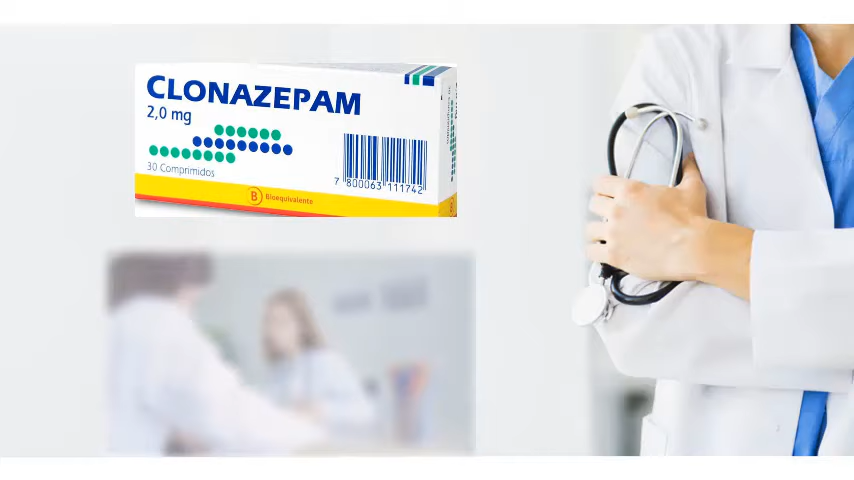 CLONAZEPAM
2,0 mg
30 Comprimidos
7 800063 111742
B Bioequivalente